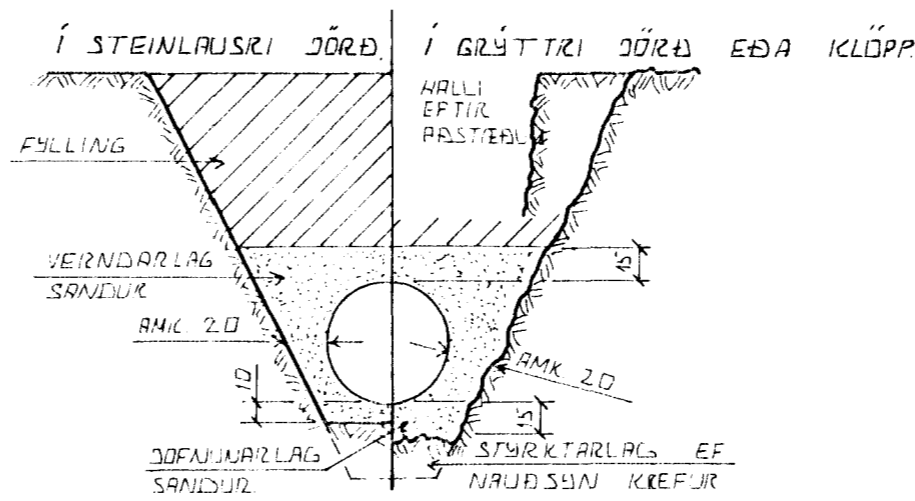 Í STEINLAUSRI JÖRÐ.
Í GRÝTTRI JÖRÐ EÐA KLÖPP.
HALLI
EFTIR
AÐSTÆÐUM
FYLLING
15
VERNDARLAG
SANDUR
AMK. 20
AMK. 20
10
15
JÖFNUNARLAG
SANDUR.
STYRKTARLAG EF
NAUÐSYN KREFUR